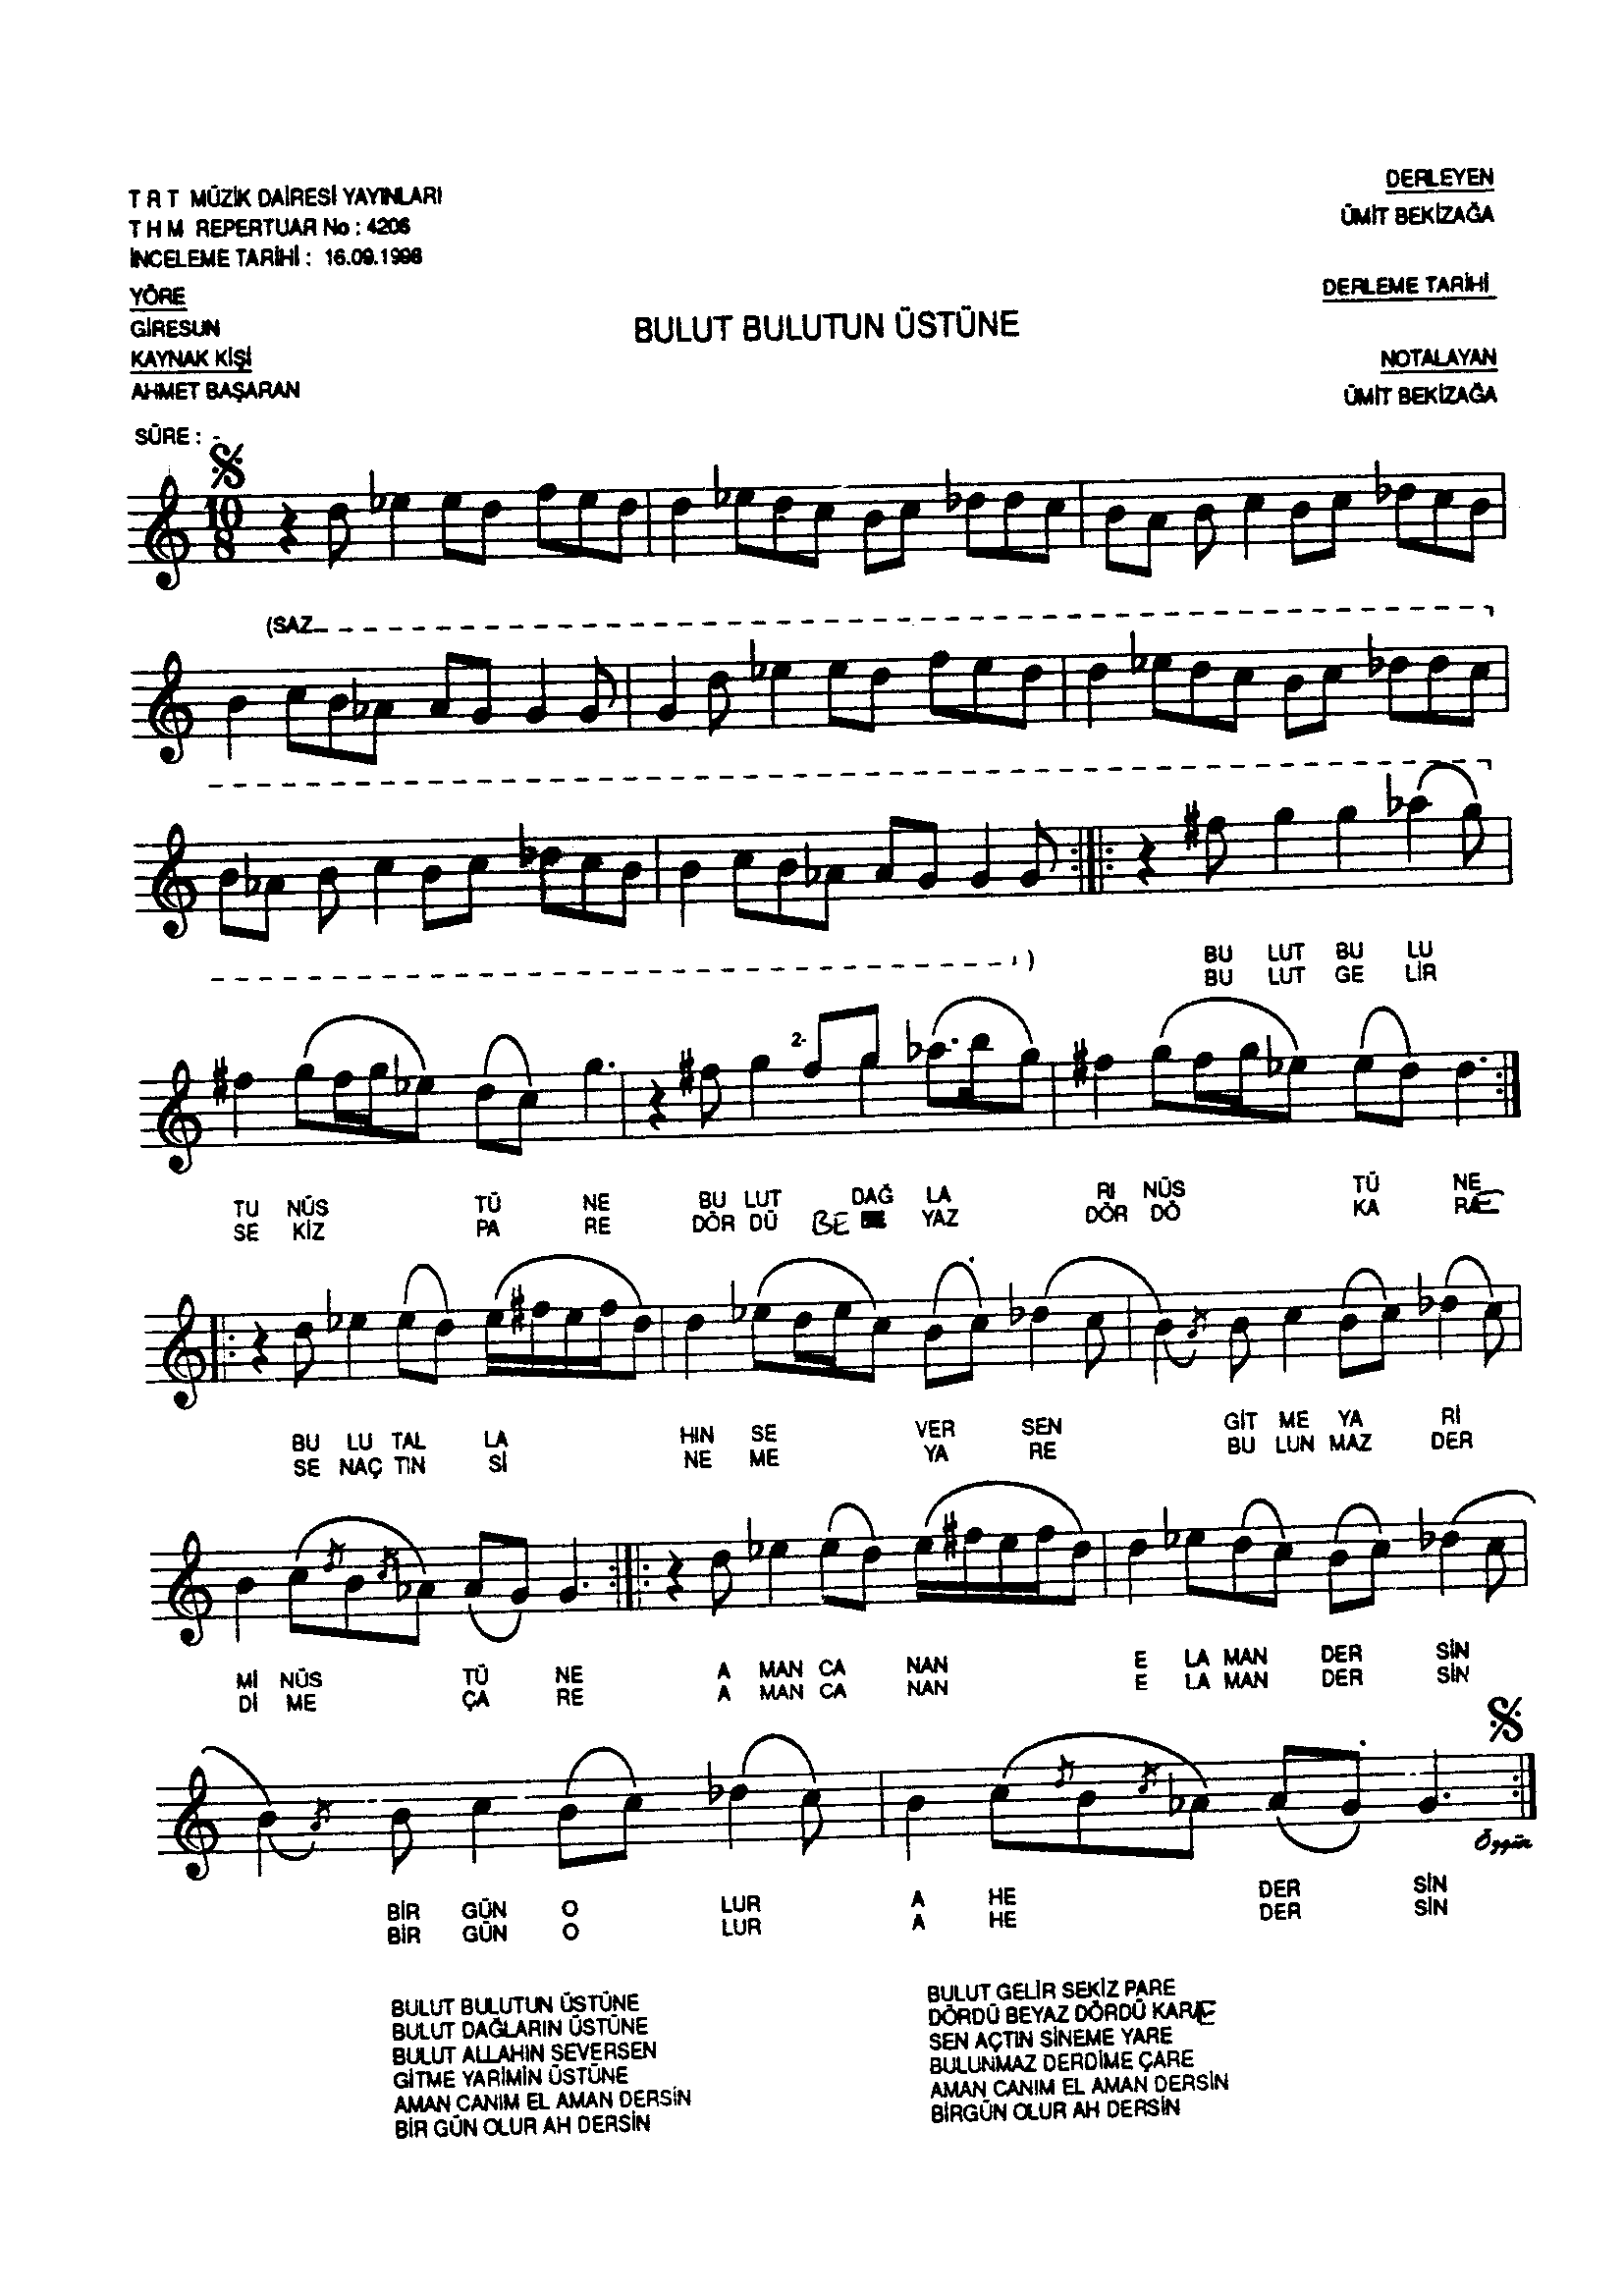 T R T MÜZİK DAİRESİ YAYINLARI
T H M REPERTUAR No : 4206
İNCELEME TARİHİ : 16.09.1998
YÖRE
GİRESUN
KAYNAK KİŞİ
AHMET BAŞARAN
SÜRE : -
BULUT BULUTUN ÜSTÜNE
DERLEYEN
ÜMİT BEKİZAĞA
DERLEME TARİHİ
NOTALAYAN
ÜMİT BEKİZAĞA
10
8
(SAZ
)
BU LUT BU LU
BU LUT GE LİR
2-
TU NÜS TÜ NE BU LUT DAĞ LA RI NÜS TÜ NE
SE KİZ PA RE DÖR DÜ BE YAZ DÖR DÖ KA RE
BU LU TAL LA HIN SE VER SEN GİT ME YA Rİ
SE NAÇ TIN Sİ NE ME YA RE BU LUN MAZ DER
Mİ NÜS TÜ NE A MAN CA NAN E LA MAN DER SİN
Dİ ME ÇA RE A MAN CA NAN E LA MAN DER SİN
Özgür
BİR GÜN O LUR A HE DER SİN
BİR GÜN O LUR A HE DER SİN
BULUT BULUTUN ÜSTÜNE
BULUT DAĞLARIN ÜSTÜNE
BULUT ALLAHIN SEVERSEN
GİTME YARİMİN ÜSTÜNE
AMAN CANIM EL AMAN DERSİN
BİR GÜN OLUR AH DERSİN
BULUT GELİR SEKİZ PARE
DÖRDÜ BEYAZ DÖRDÜ KARE
SEN AÇTIN SİNEME YARE
BULUNMAZ DERDİME ÇARE
AMAN CANIM EL AMAN DERSİN
BİRGÜN OLUR AH DERSİN